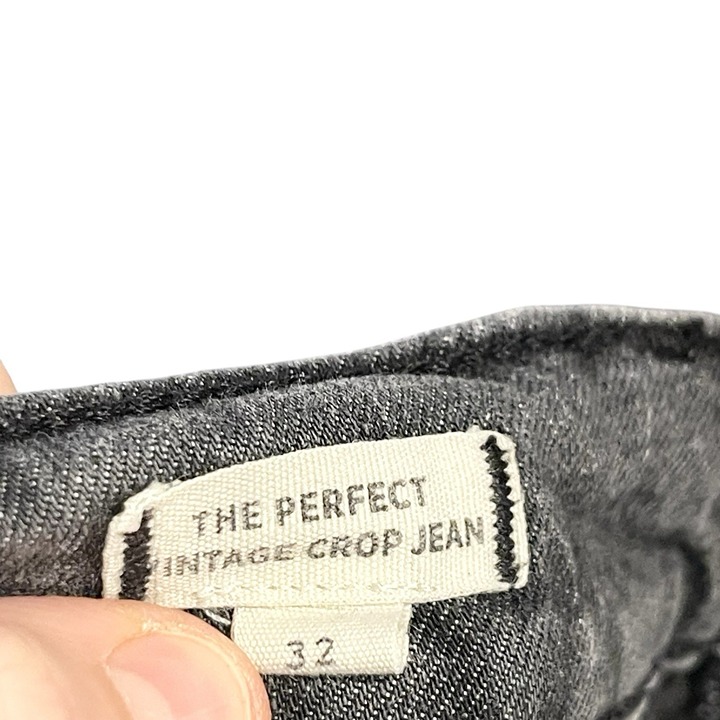 THE PERFECT
VINTAGE CROP JEAN
32